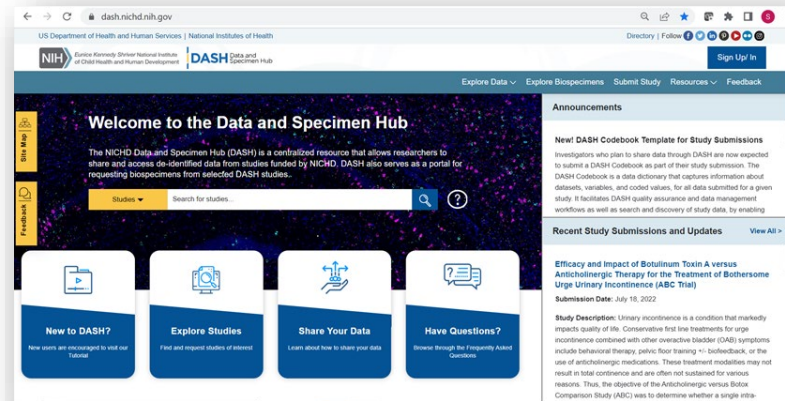 dash.nichd.nih.gov
S
US Department of Health and Human Services | National Institutes of Health
Directory | Follow
NIH
Eunice Kennedy Shriver National Institute
of Child Health and Human Development
DASH Data and
Specimen Hub
Sign Up/ In
Explore Data
Explore Biospecimens
Submit Study
Resources
Feedback
Site Map
Feedback
Welcome to the Data and Specimen Hub
The NICHD Data and Specimen Hub (DASH) is a centralized resource that allows researchers to
share and access de-identified data from studies funded by NICHD. DASH also serves as a portal for
requesting biospecimens from selected DASH studies..
Studies
Search for studies...
?
New to DASH?
New users are encouraged to visit our
Tutorial
Explore Studies
Find and request studies of interest
Share Your Data
Learn about how to share your data
Have Questions?
Browse through the Frequently Asked
Questions
Announcements
New! DASH Codebook Template for Study Submissions
Investigators who plan to share data through DASH are now expected
to submit a DASH Codebook as part of their study submission. The
DASH Codebook is a data dictionary that captures information about
datasets, variables, and coded values, for all data submitted for a given
study. It facilitates DASH quality assurance and data management
workflows as well as search and discovery of study data, by enabling
Recent Study Submissions and Updates
View All >
Efficacy and Impact of Botulinum Toxin A versus
Anticholinergic Therapy for the Treatment of Bothersome
Urge Urinary Incontinence (ABC Trial)
Submission Date: July 18, 2022
Study Description: Urinary incontinence is a condition that markedly
impacts quality of life. Conservative first line treatments for urge
incontinence combined with other overactive bladder (OAB) symptoms
include behavioral therapy, pelvic floor training +/- biofeedback, or the
use of anticholinergic medications. These treatment modalities may not
result in total continence and are often not sustained for various
reasons. Thus, the objective of the Anticholinergic versus Botox
Comparison Study (ABC) was to determine whether a single intra-